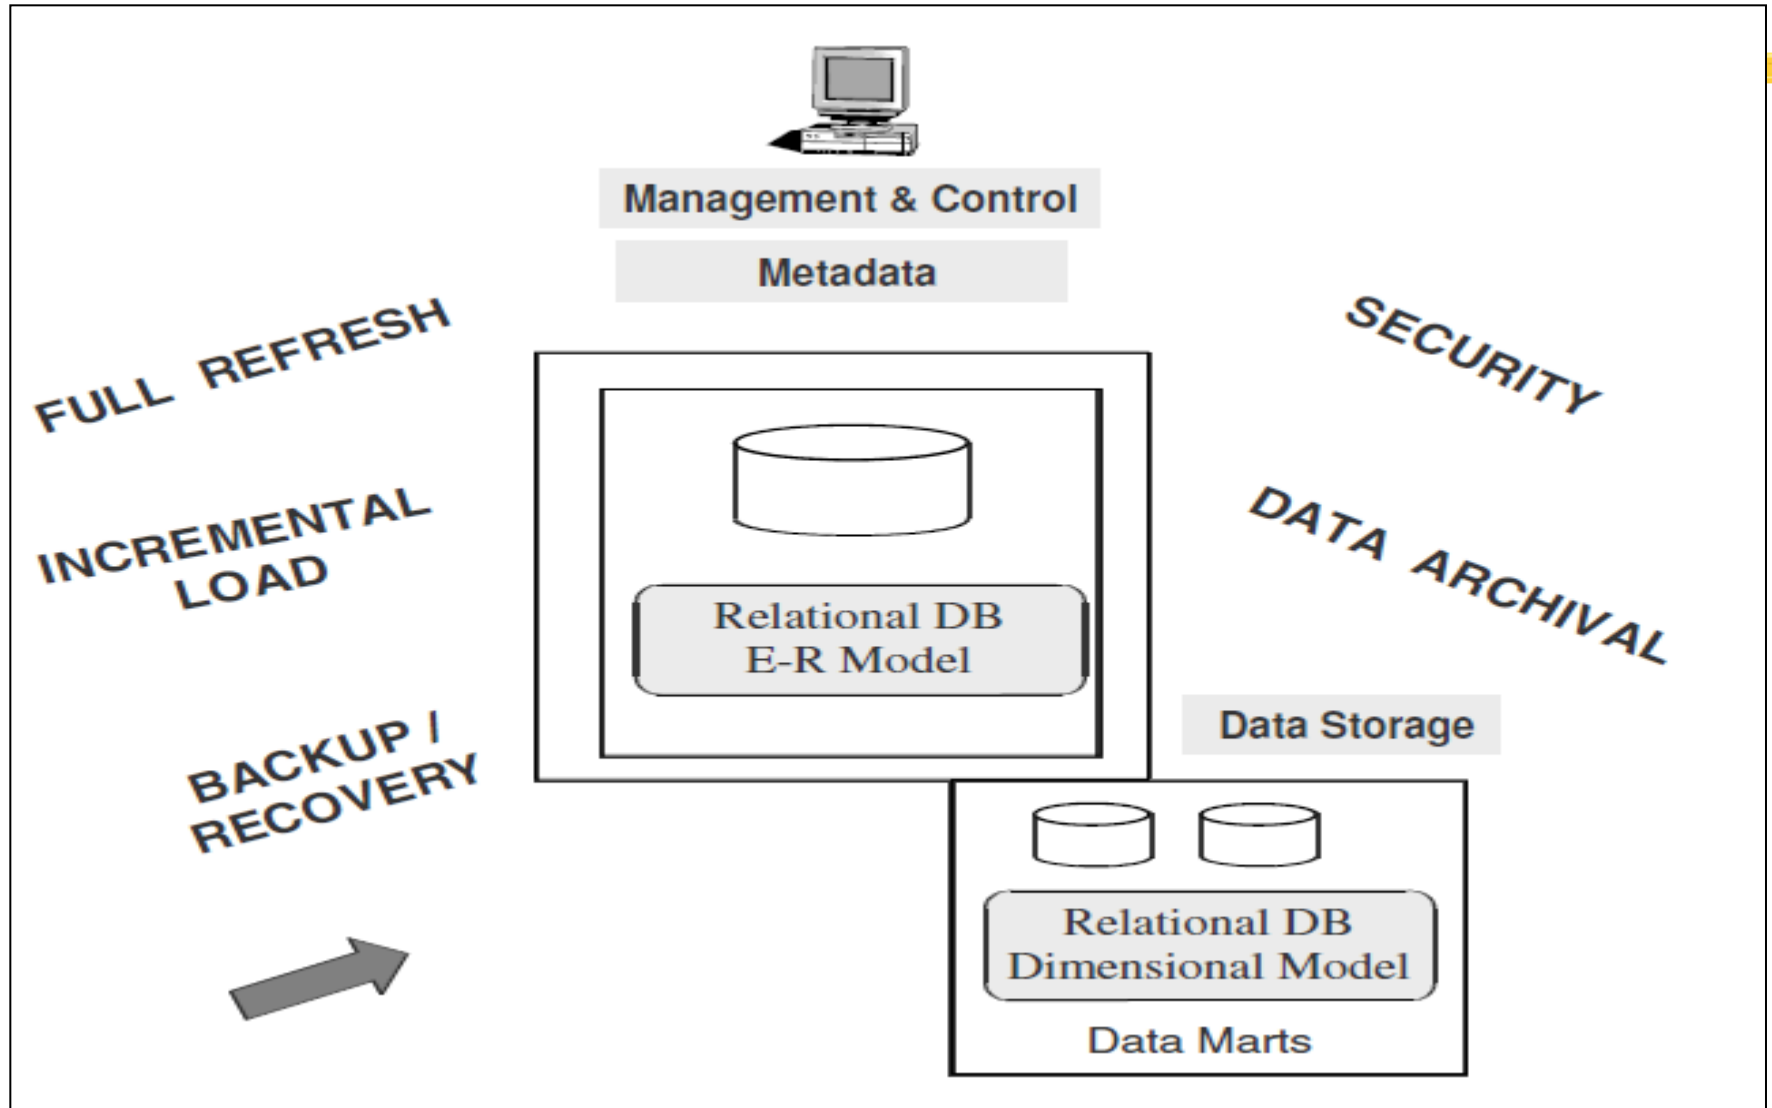 Management & Control
Metadata
FULL REFRESH
SECURITY
INCREMENTAL
LOAD
DATA ARCHIVAL
Relational DB
E-R Model
BACKUP /
RECOVERY
Data Storage
Relational DB
Dimensional Model
Data Marts